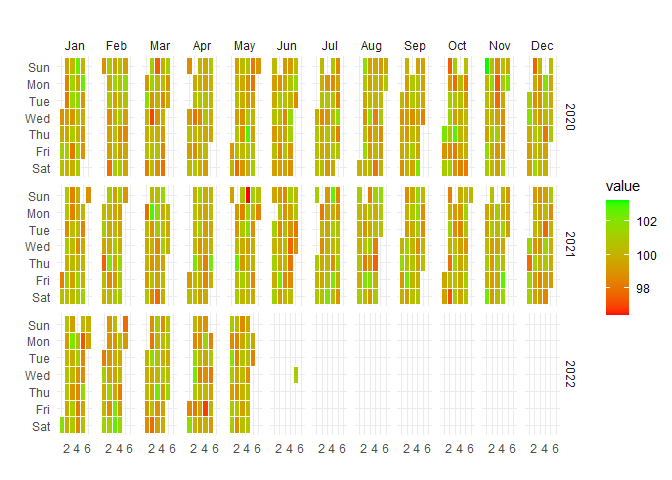 Jan Feb Mar Apr May Jun Jul Aug Sep Oct Nov Dec
Sun
Mon
Tue
Wed
Thu
Fri
Sat
2020
Sun
Mon
Tue
Wed
Thu
Fri
Sat
2021
Sun
Mon
Tue
Wed
Thu
Fri
Sat
2022
2 4 6 2 4 6 2 4 6 2 4 6 2 4 6 2 4 6 2 4 6 2 4 6 2 4 6 2 4 6 2 4 6 2 4 6
value
102
100
98